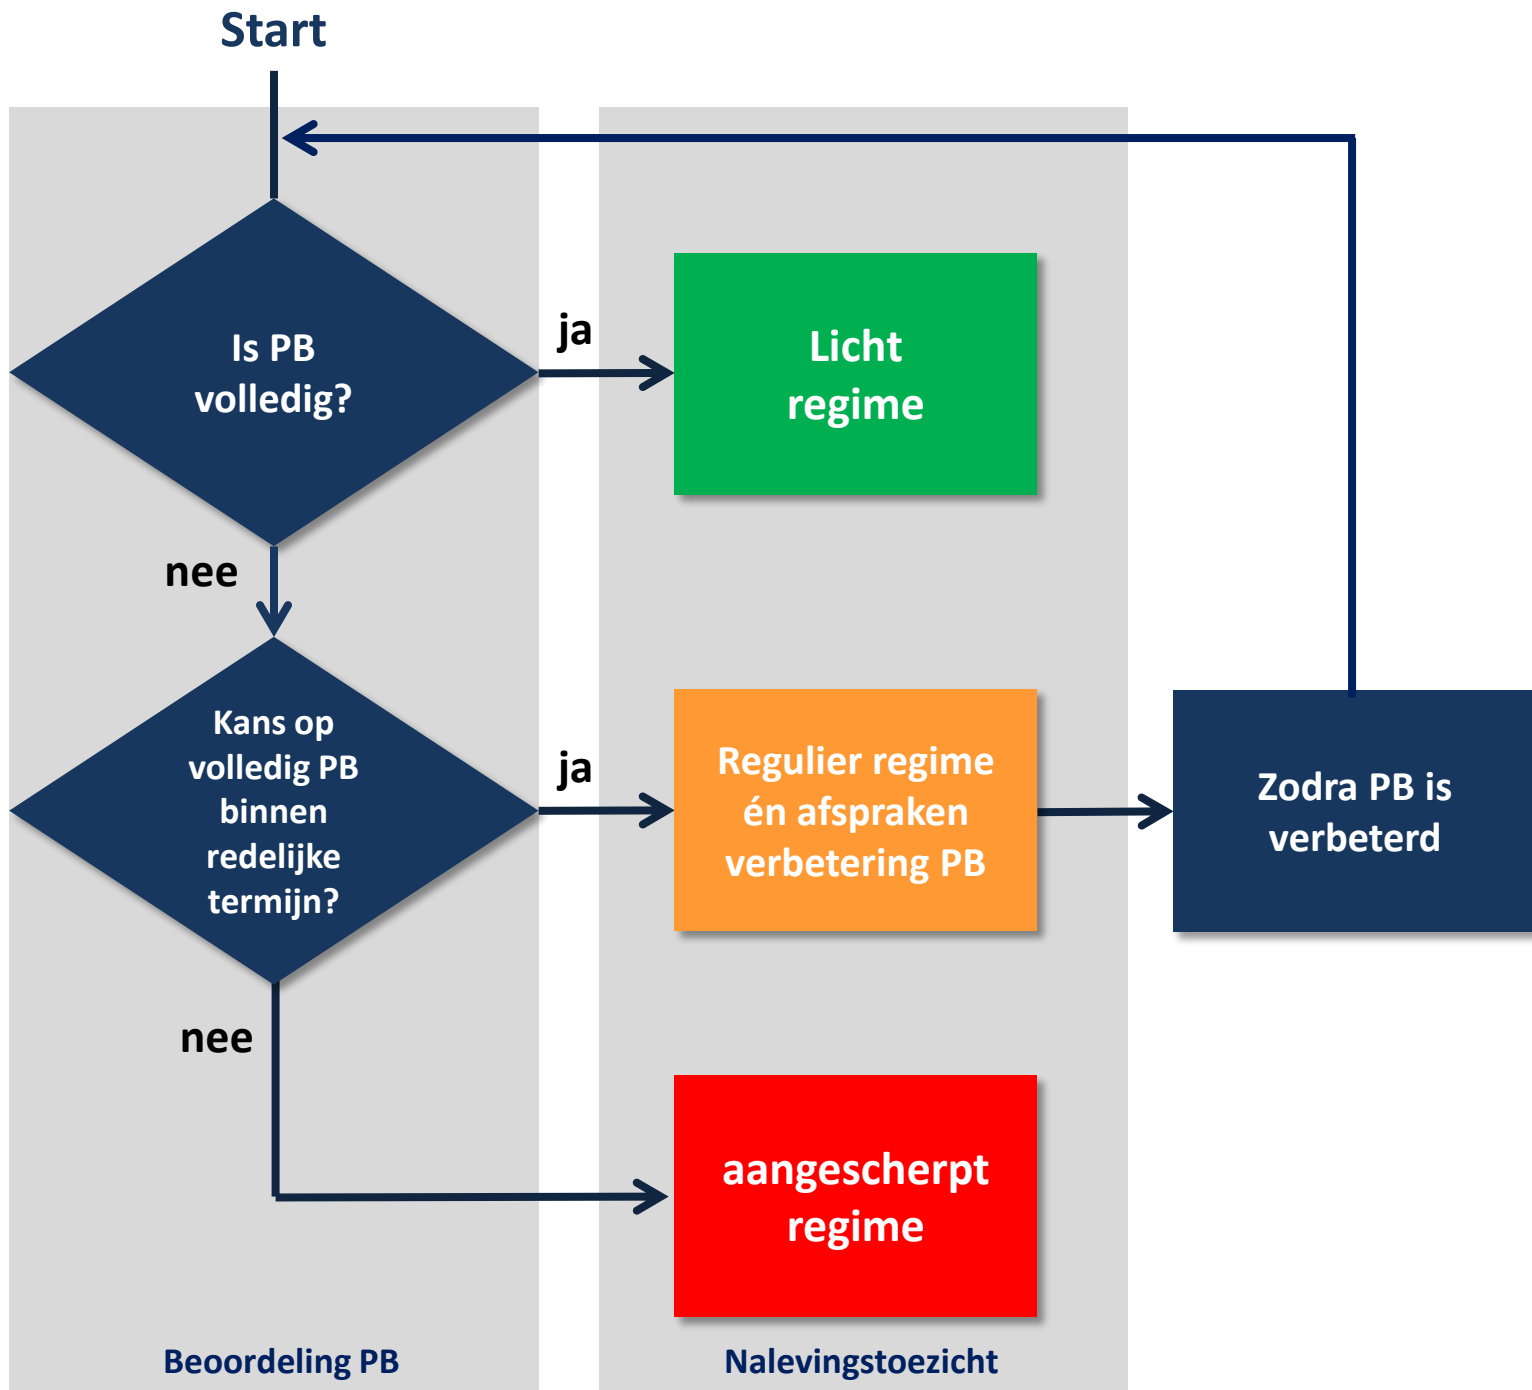 Start
Is PB
volledig?
ja
Licht
regime
nee
Kans op
volledig PB
binnen
redelijke
termijn?
ja
Regulier regime
én afspraken
verbetering PB
Zodra PB is
verbeterd
nee
aangescherpt
regime
Beoordeling PB
Nalevingstoezicht